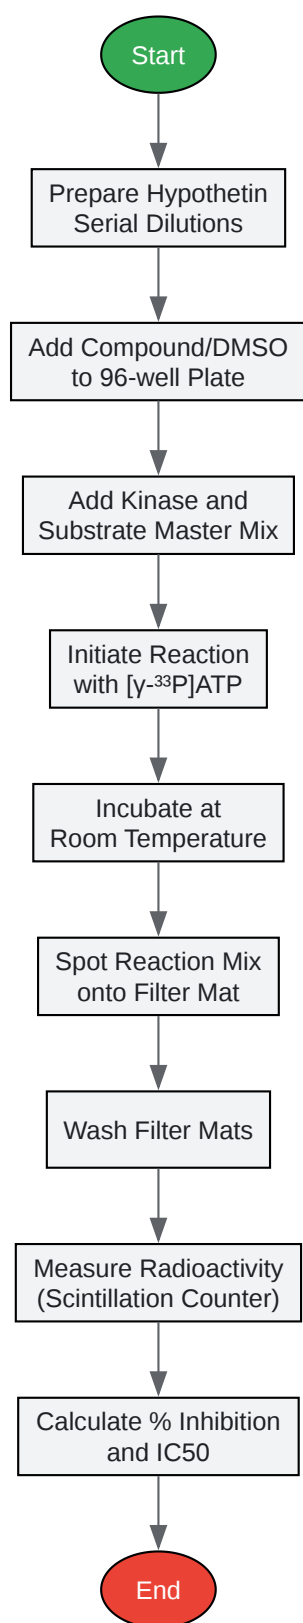 Start
Prepare Hypothetin
Serial Dilutions
Add Compound/DMSO
to 96-well Plate
Add Kinase and
Substrate Master Mix
Initiate Reaction
with [γ-³³P]ATP
Incubate at
Room Temperature
Spot Reaction Mix
onto Filter Mat
Wash Filter Mats
Measure Radioactivity
(Scintillation Counter)
Calculate % Inhibition
and IC50
End